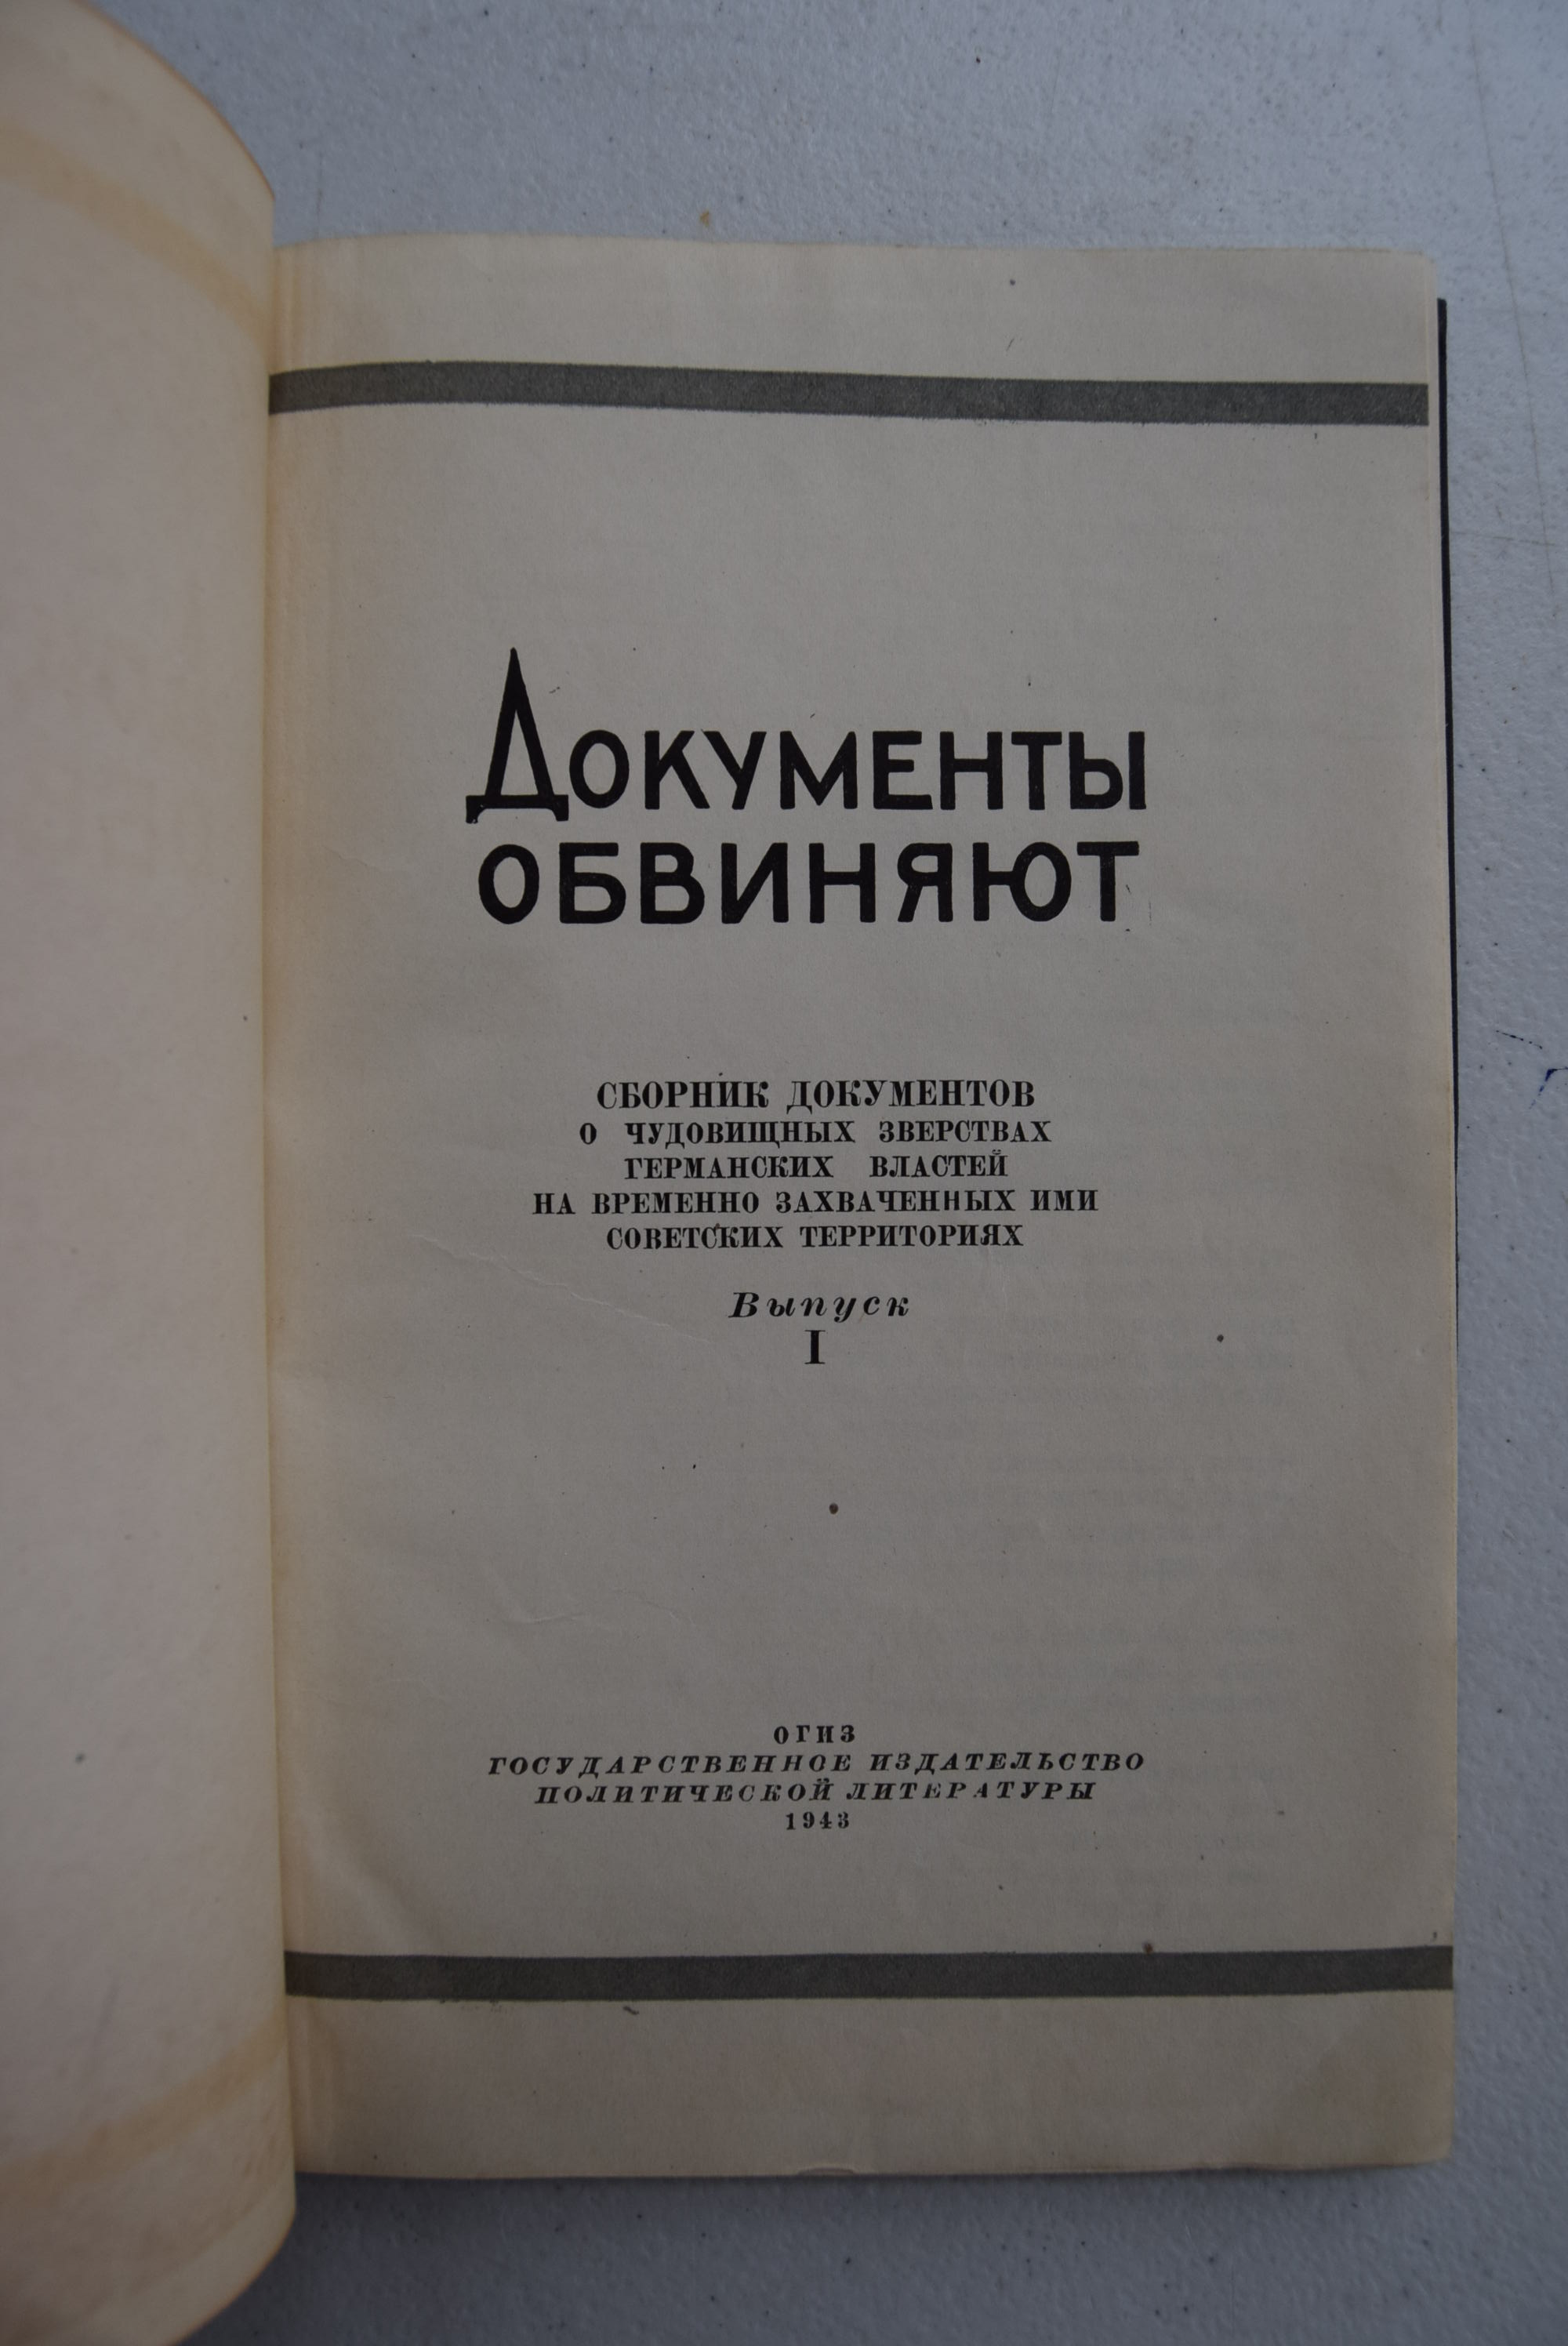 Документы
обвиняют
СБОРНИК ДОКУМЕНТОВ
О ЧУДОВИЩНЫХ ЗВЕРСТВАХ
ГЕРМАНСКИХ ВЛАСТЕЙ
НА ВРЕМЕННО ЗАХВАЧЕННЫХ ИМИ
СОВЕТСКИХ ТЕРРИТОРИЯХ
Выпуск
I
ОГИЗ
ГОСУДАРСТВЕННОЕ ИЗДАТЕЛЬСТВО
ПОЛИТИЧЕСКОЙ ЛИТЕРАТУРЫ
1943